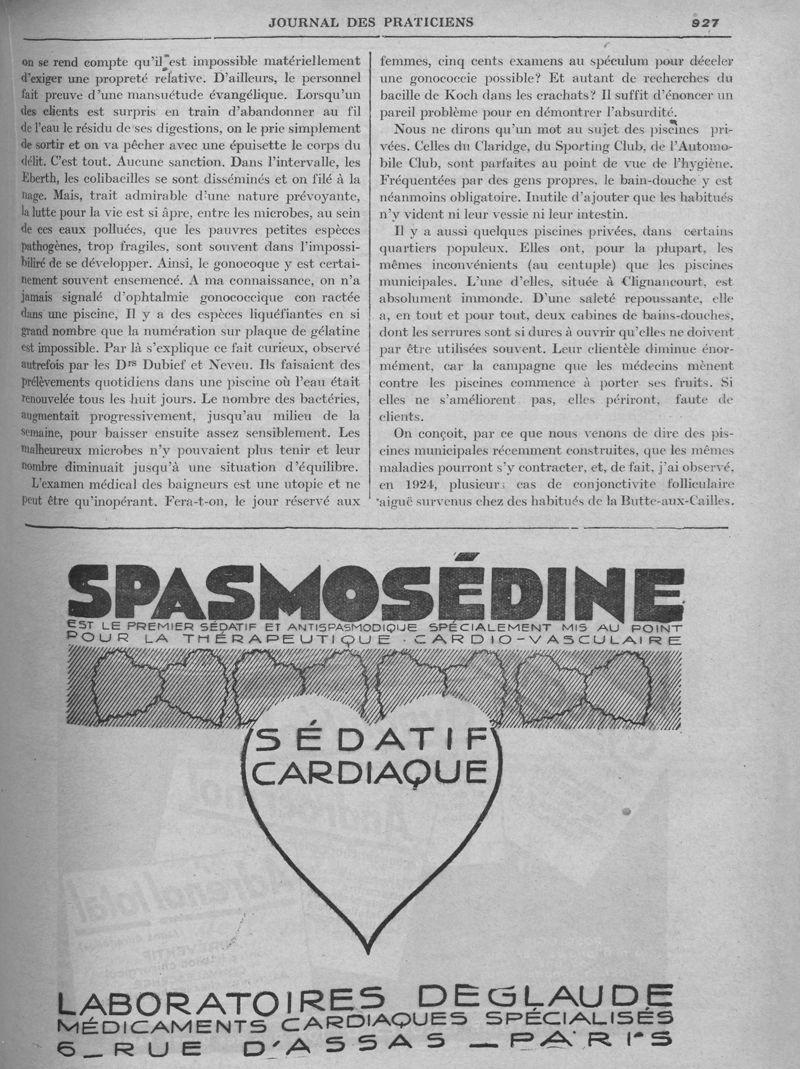 JOURNAL DES PRATICIENS 927
on se rend compte qu'il est impossible matériellement
d'exiger une propreté relative. D'ailleurs, le personnel
fait preuve d'une mansuétude évangélique. Lorsqu'un
des clients est surpris en train d'abandonner au fil
de l'eau le résidu de ses digestions, on le prie simplement
de sortir et on va pêcher avec une épuisette le corps du
délit. C'est tout. Aucune sanction. Dans l'intervalle, les
Eberth, les colibacilles se sont disséminés et on filé à la
nage. Mais, trait admirable d'une nature prévoyante,
la lutte pour la vie est si âpre, entre les microbes, au sein
de ces eaux polluées, que les pauvres petites espèces
pathogènes, trop fragiles, sont souvent dans l'impossi-
biliré de se développer. Ainsi, le gonocoque y est certai-
nement souvent ensemencé. A ma connaissance, on n'a
jamais signalé d'ophtalmie gonococcique con ractée
dans une piscine, Il y a des espèces liquéfiantes en si
grand nombre que la numération sur plaque de gélatine
est impossible. Par là s'explique ce fait curieux, observé
autrefois par les Drs Dubief et Neveu. Ils faisaient des
prélèvements quotidiens dans une piscine où l'eau était
renouvelée tous les huit jours. Le nombre des bactéries,
augmentait progressivement, jusqu'au milieu de la
semaine, pour baisser ensuite assez sensiblement. Les
malheureux microbes n'y pouvaient plus tenir et leur
nombre diminuait jusqu'à une situation d'équilibre.
L'examen médical des baigneurs est une utopie et ne
peut être qu'inopérant. Fera-t-on, le jour réservé aux
femmes, cinq cents examens au spéculum pour déceler
une gonococcie possible? Et autant de recherches du
bacille de Koch dans les crachats? Il suffit d'énoncer un
pareil problème pour en démontrer l'absurdité.
Nous ne dirons qu'un mot au sujet des piscines pri-
vées. Celles du Claridge, du Sporting Club, de l'Automo-
bile Club, sont parfaites au point de vue de l'hygiène.
Fréquentées par des gens propres, le bain-douche y est
néanmoins obligatoire. Inutile d'ajouter que les habitués
n'y vident ni leur vessie ni leur intestin.
Il y a aussi quelques piscines privées, dans certains
quartiers populeux. Elles ont, pour la plupart, les
mêmes inconvénients (au centuple) que les piscines
municipales. L'une d'elles, située à Clignancourt, est
absolument immonde. D'une saleté repoussante, elle
a, en tout et pour tout, deux cabines de bains-douches,
dont les serrures sont si dures à ouvrir qu'elles ne doivent
par être utilisées souvent. Leur clientèle diminue énor-
mément, car la campagne que les médecins mènent
contre les piscines commence à porter ses fruits. Si
elles ne s'améliorent pas, elles périront, faute de
clients.
On conçoit, par ce que nous venons de dire des pis-
cines municipales récemment construites, que les mêmes
maladies pourront s'y contracter, et, de fait, j'ai observé,
en 1924, plusieurs cas de conjonctivite folliculaire
aiguë survenus chez des habitués de la Butte-aux-Cailles.
SPASMOSÉDINE
EST LE PREMIER SÉDATIF ET ANTISPASMODIQUE SPÉCIALEMENT MIS AU POINT
POUR LA THÉRAPEUTIQUE · CARDIO-VASCULAIRE
SÉDATIF
CARDIAQUE
LABORATOIRES DEGLAUDE
MÉDICAMENTS CARDIAQUES SPÉCIALISÉS
6_RUE D'ASSAS _ PARIS